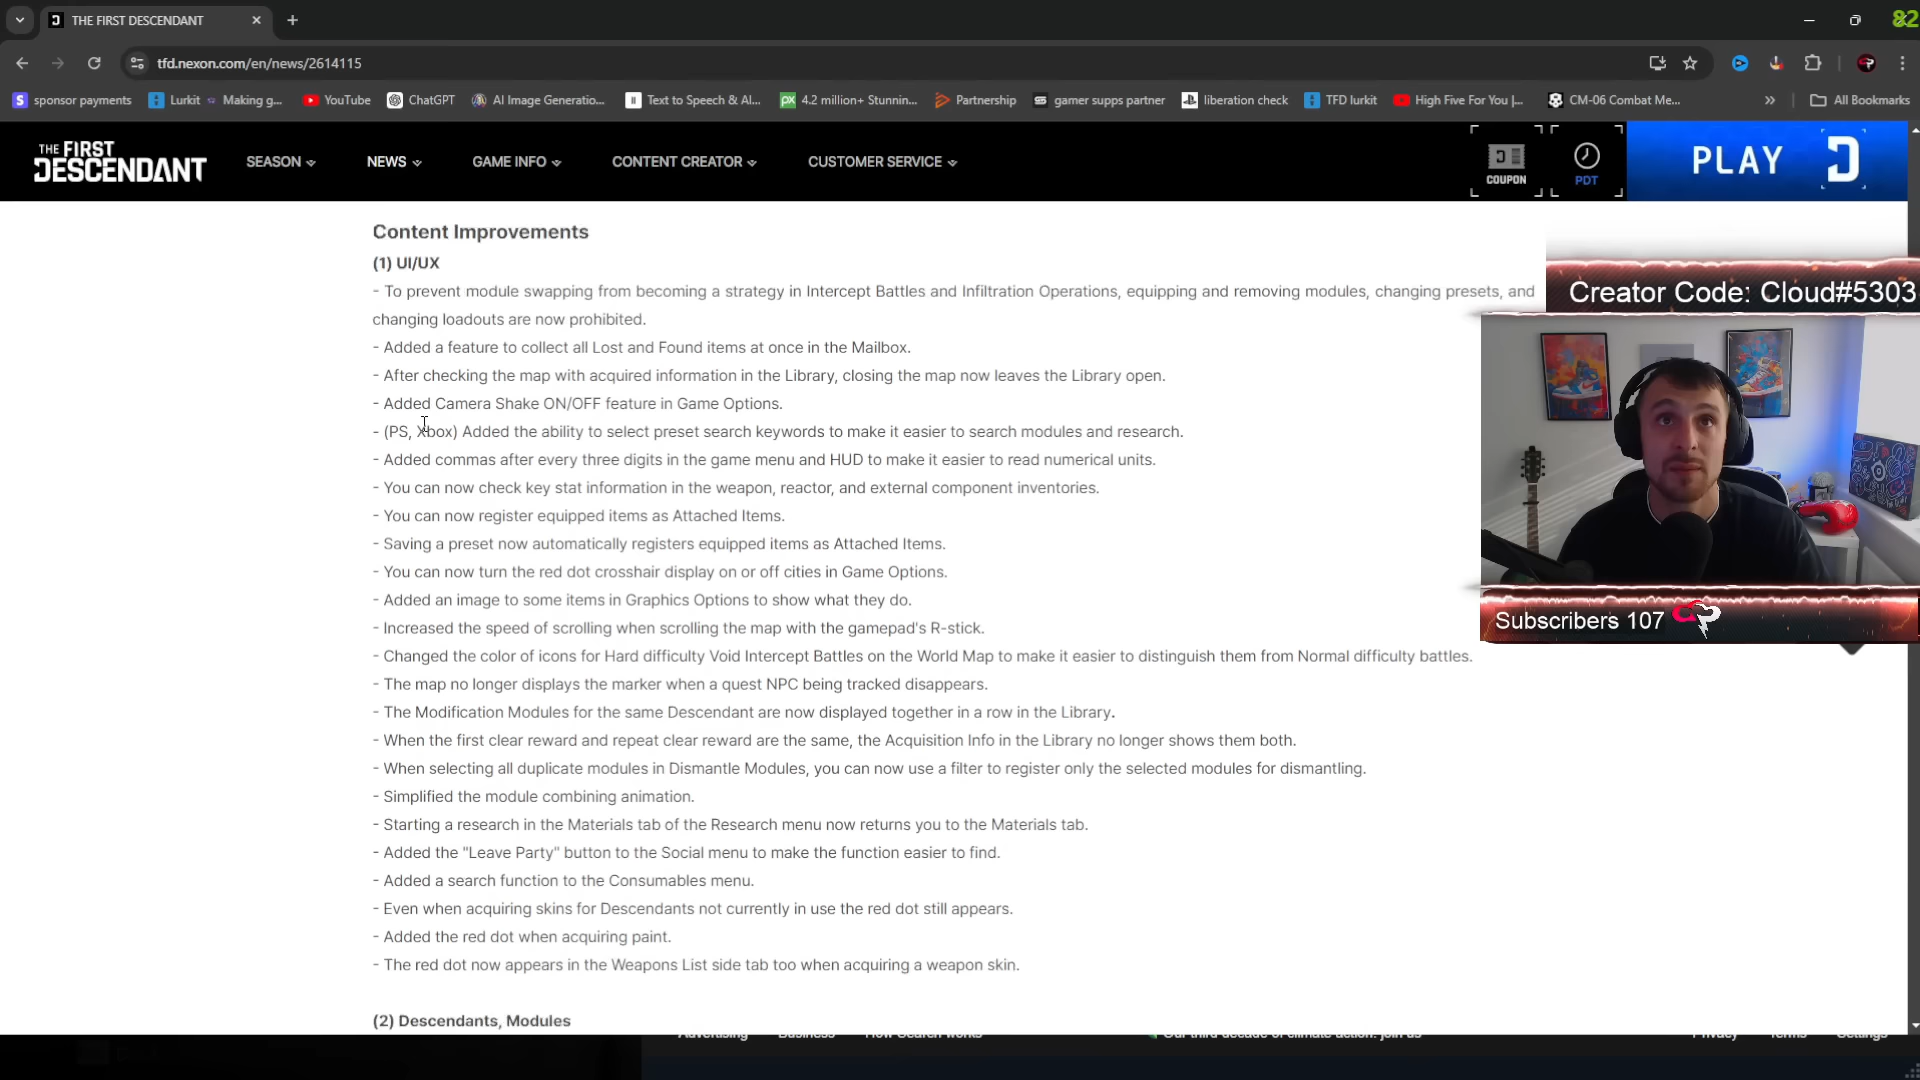 THE FIRST DESCENDANT
82
tfd.nexon.com/en/news/2614115
sponsor payments
Lurkit
Making g...
YouTube
ChatGPT
AI Image Generatio...
Text to Speech & AI...
4.2 million+ Stunnin...
Partnership
gamer supps partner
liberation check
TFD lurkit
High Five For You |...
CM-06 Combat Me...
All Bookmarks
THE FIRST
DESCENDANT
SEASON
NEWS
GAME INFO
CONTENT CREATOR
CUSTOMER SERVICE
COUPON
PDT
PLAY
Content Improvements
(1) UI/UX
- To prevent module swapping from becoming a strategy in Intercept Battles and Infiltration Operations, equipping and removing modules, changing presets, and
changing loadouts are now prohibited.
- Added a feature to collect all Lost and Found items at once in the Mailbox.
- After checking the map with acquired information in the Library, closing the map now leaves the Library open.
- Added Camera Shake ON/OFF feature in Game Options.
- (PS, Xbox) Added the ability to select preset search keywords to make it easier to search modules and research.
- Added commas after every three digits in the game menu and HUD to make it easier to read numerical units.
- You can now check key stat information in the weapon, reactor, and external component inventories.
- You can now register equipped items as Attached Items.
- Saving a preset now automatically registers equipped items as Attached Items.
- You can now turn the red dot crosshair display on or off cities in Game Options.
- Added an image to some items in Graphics Options to show what they do.
- Increased the speed of scrolling when scrolling the map with the gamepad's R-stick.
- Changed the color of icons for Hard difficulty Void Intercept Battles on the World Map to make it easier to distinguish them from Normal difficulty battles.
- The map no longer displays the marker when a quest NPC being tracked disappears.
- The Modification Modules for the same Descendant are now displayed together in a row in the Library.
- When the first clear reward and repeat clear reward are the same, the Acquisition Info in the Library no longer shows them both.
- When selecting all duplicate modules in Dismantle Modules, you can now use a filter to register only the selected modules for dismantling.
- Simplified the module combining animation.
- Starting a research in the Materials tab of the Research menu now returns you to the Materials tab.
- Added the "Leave Party" button to the Social menu to make the function easier to find.
- Added a search function to the Consumables menu.
- Even when acquiring skins for Descendants not currently in use the red dot still appears.
- Added the red dot when acquiring paint.
- The red dot now appears in the Weapons List side tab too when acquiring a weapon skin.
(2) Descendants, Modules
Creator Code: Cloud#5303
Subscribers 107
Advertising
Business
How Search works
Our third decade of climate action: join us
Privacy
Terms
Settings